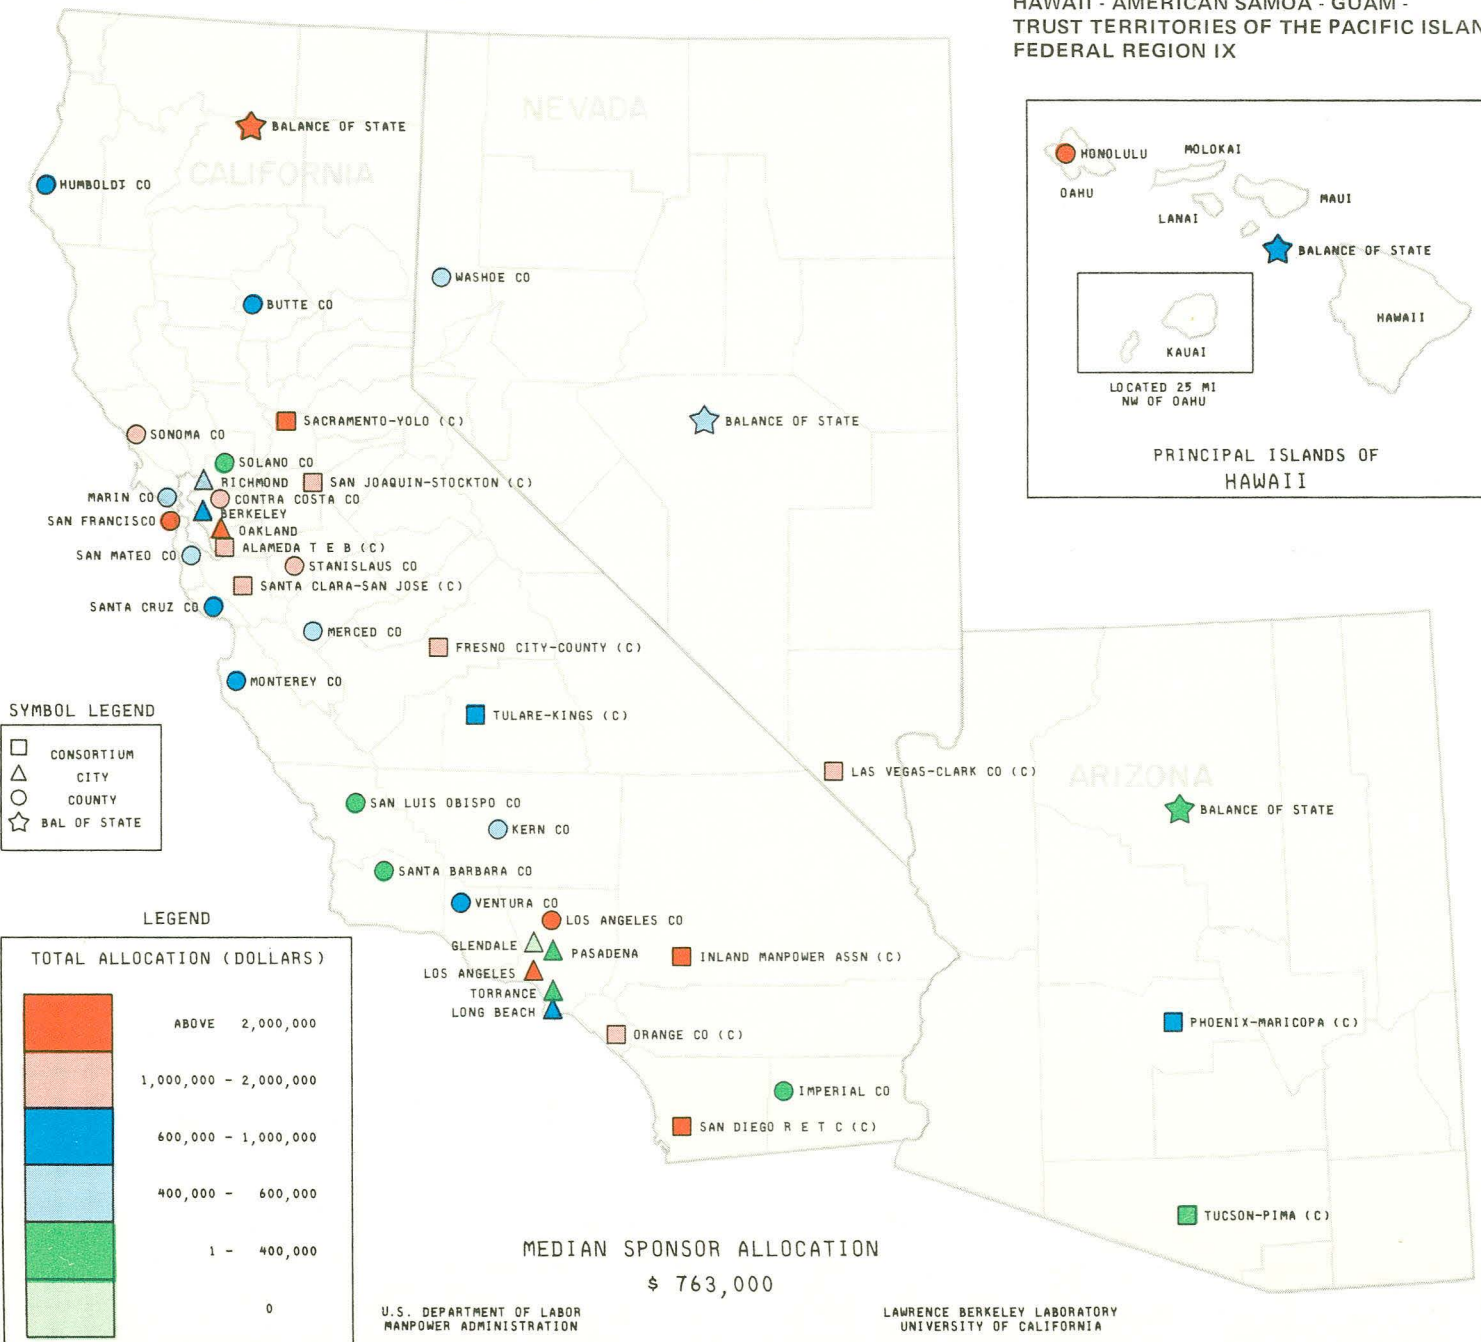 HAWAII - AMERICAN SAMOA - GUAM -
TRUST TERRITORIES OF THE PACIFIC ISLAN
FEDERAL REGION IX
NEVADA
CALIFORNIA
BALANCE OF STATE
HUMBOLDT CO
WASHOE CO
BUTTE CO
HONOLULU
MOLOKAI
OAHU
MAUI
LANAI
BALANCE OF STATE
HAWAII
KAUAI
LOCATED 25 MI
NW OF OAHU
PRINCIPAL ISLANDS OF
HAWAII
SACRAMENTO-YOLO (C)
BALANCE OF STATE
SONOMA CO
SOLANO CO
RICHMOND
SAN JOAQUIN-STOCKTON (C)
MARIN CO
CONTRA COSTA CO
BERKELEY
SAN FRANCISCO
OAKLAND
ALAMEDA T E B (C)
SAN MATEO CO
STANISLAUS CO
SANTA CLARA-SAN JOSE (C)
SANTA CRUZ CO
MERCED CO
FRESNO CITY-COUNTY (C)
MONTEREY CO
TULARE-KINGS (C)
SYMBOL LEGEND
CONSORTIUM
CITY
COUNTY
BAL OF STATE
LAS VEGAS-CLARK CO (C)
ARIZONA
BALANCE OF STATE
SAN LUIS OBISPO CO
KERN CO
SANTA BARBARA CO
VENTURA CO
LOS ANGELES CO
GLENDALE
PASADENA
INLAND MANPOWER ASSN (C)
LOS ANGELES
TORRANCE
LONG BEACH
ORANGE CO (C)
PHOENIX-MARICOPA (C)
IMPERIAL CO
SAN DIEGO R E T C (C)
TUCSON-PIMA (C)
LEGEND
TOTAL ALLOCATION (DOLLARS)
ABOVE 2,000,000
1,000,000 - 2,000,000
600,000 - 1,000,000
400,000 - 600,000
1 - 400,000
0
MEDIAN SPONSOR ALLOCATION
$ 763,000
U.S. DEPARTMENT OF LABOR
MANPOWER ADMINISTRATION
LAWRENCE BERKELEY LABORATORY
UNIVERSITY OF CALIFORNIA